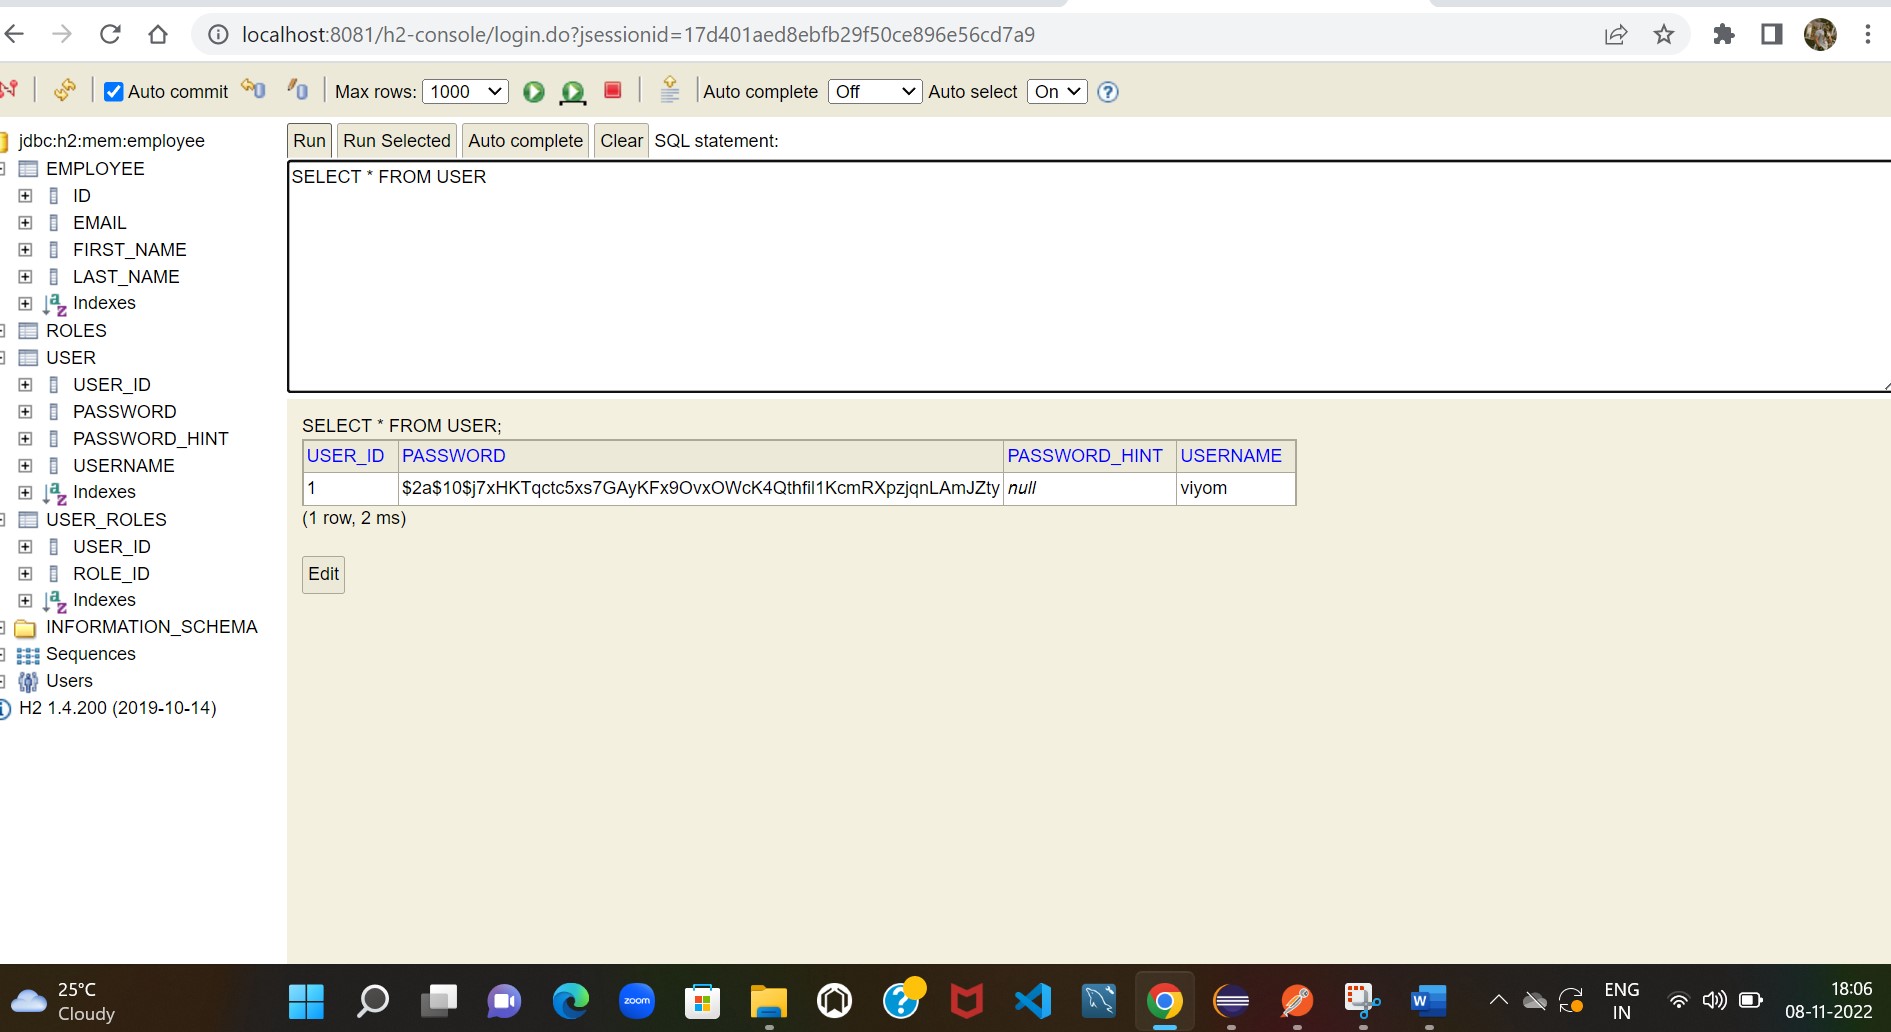 localhost:8081/h2-console/login.do?jsessionid=17d401aed8ebfb29f50ce896e56cd7a9
Auto commit Max rows: 1000 Auto complete Off Auto select On
jdbc:h2:mem:employee
EMPLOYEE
ID
EMAIL
FIRST_NAME
LAST_NAME
Indexes
ROLES
USER
USER_ID
PASSWORD
PASSWORD_HINT
USERNAME
Indexes
USER_ROLES
USER_ID
ROLE_ID
Indexes
INFORMATION_SCHEMA
Sequences
Users
H2 1.4.200 (2019-10-14)
Run Run Selected Auto complete Clear SQL statement:
SELECT * FROM USER
SELECT * FROM USER;
USER_ID PASSWORD PASSWORD_HINT USERNAME
1 $2a$10$j7xHKTqctc5xs7GAyKFx9OvxOWcK4Qthfil1KcmRXpzjqnLAmJZty null viyom
(1 row, 2 ms)
Edit
25°C
Cloudy
zoom
ENG
IN
18:06
08-11-2022